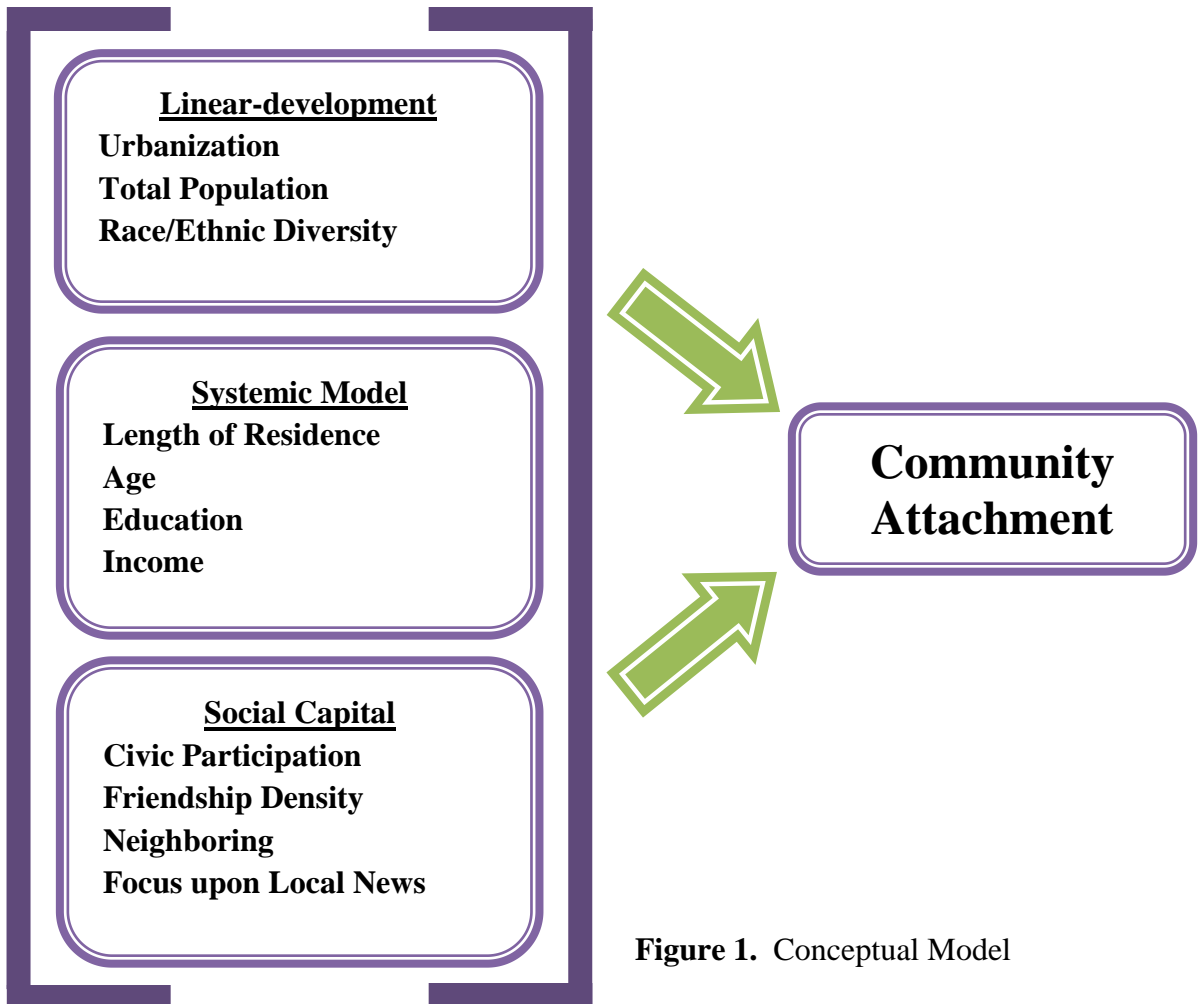 Linear-development
Urbanization
Total Population
Race/Ethnic Diversity
Systemic Model
Length of Residence
Age
Education
Income
Social Capital
Civic Participation
Friendship Density
Neighboring
Focus upon Local News
Community
Attachment
Figure 1. Conceptual Model